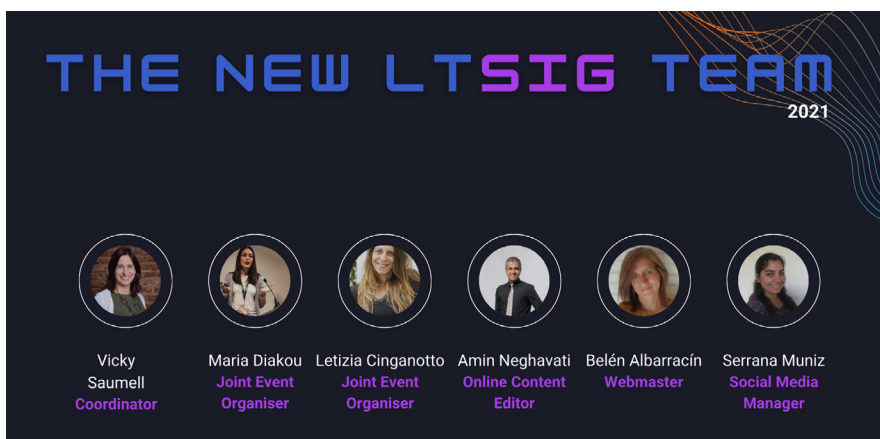 THE NEW LTSIG TEAM
2021
Vicky
Saumell
Coordinator
Maria Diakou
Joint Event
Organiser
Letizia Cinganotto
Joint Event
Organiser
Amin Neghavati
Online Content
Editor
Belén Albarracín
Webmaster
Serrana Muniz
Social Media
Manager